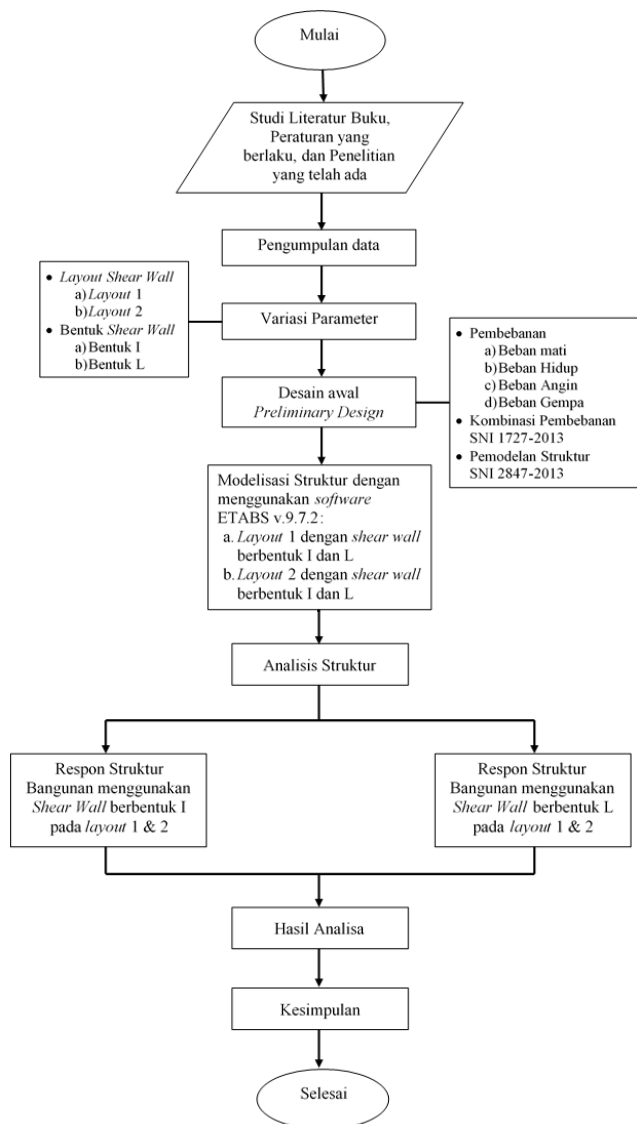 Mulai
Studi Literatur Buku,
Peraturan yang
berlaku, dan Penelitian
yang telah ada
Pengumpulan data
• Layout Shear Wall
a) Layout 1
b) Layout 2
• Bentuk Shear Wall
a) Bentuk I
b) Bentuk L
Variasi Parameter
Desain awal
Preliminary Design
• Pembebanan
a) Beban mati
b) Beban Hidup
c) Beban Angin
d) Beban Gempa
• Kombinasi Pembebanan
SNI 1727-2013
• Pemodelan Struktur
SNI 2847-2013
Modelisasi Struktur dengan
menggunakan software
ETABS v.9.7.2:
a. Layout 1 dengan shear wall
berbentuk I dan L
b. Layout 2 dengan shear wall
berbentuk I dan L
Analisis Struktur
Respon Struktur
Bangunan menggunakan
Shear Wall berbentuk I
pada layout 1 & 2
Respon Struktur
Bangunan menggunakan
Shear Wall berbentuk L
pada layout 1 & 2
Hasil Analisa
Kesimpulan
Selesai